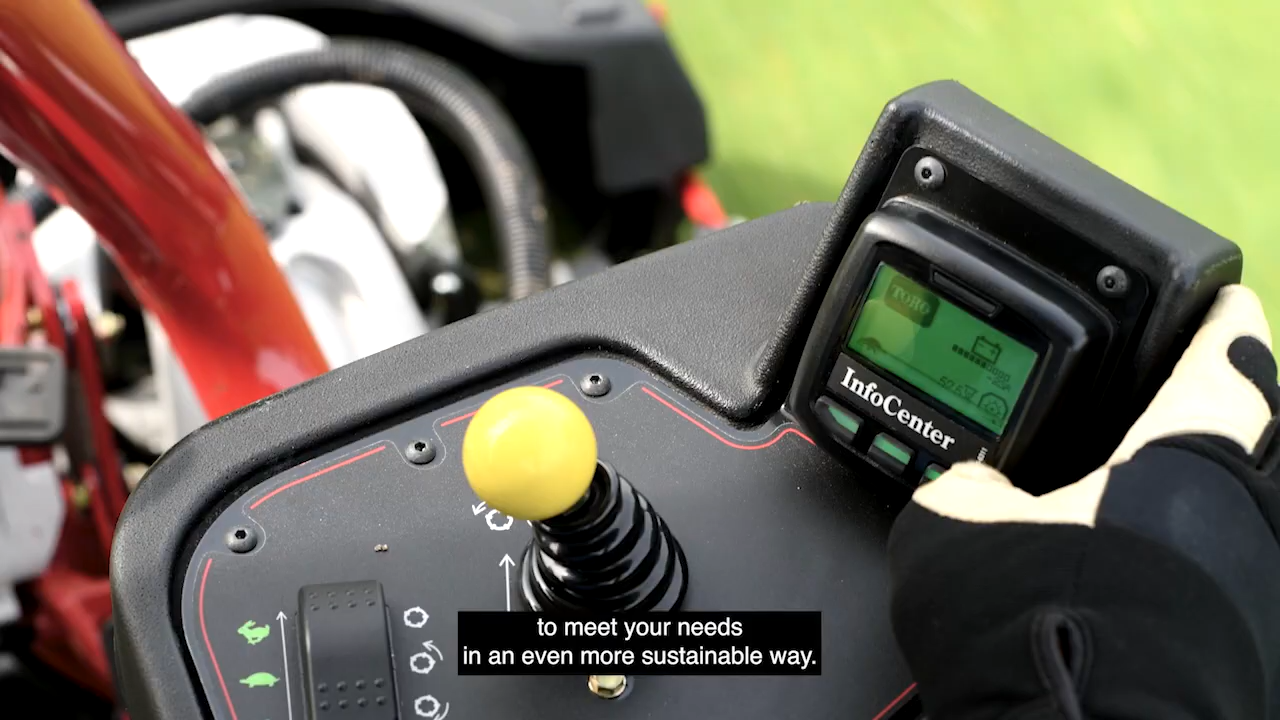 TORO
InfoCenter
to meet your needs
in an even more sustainable way.